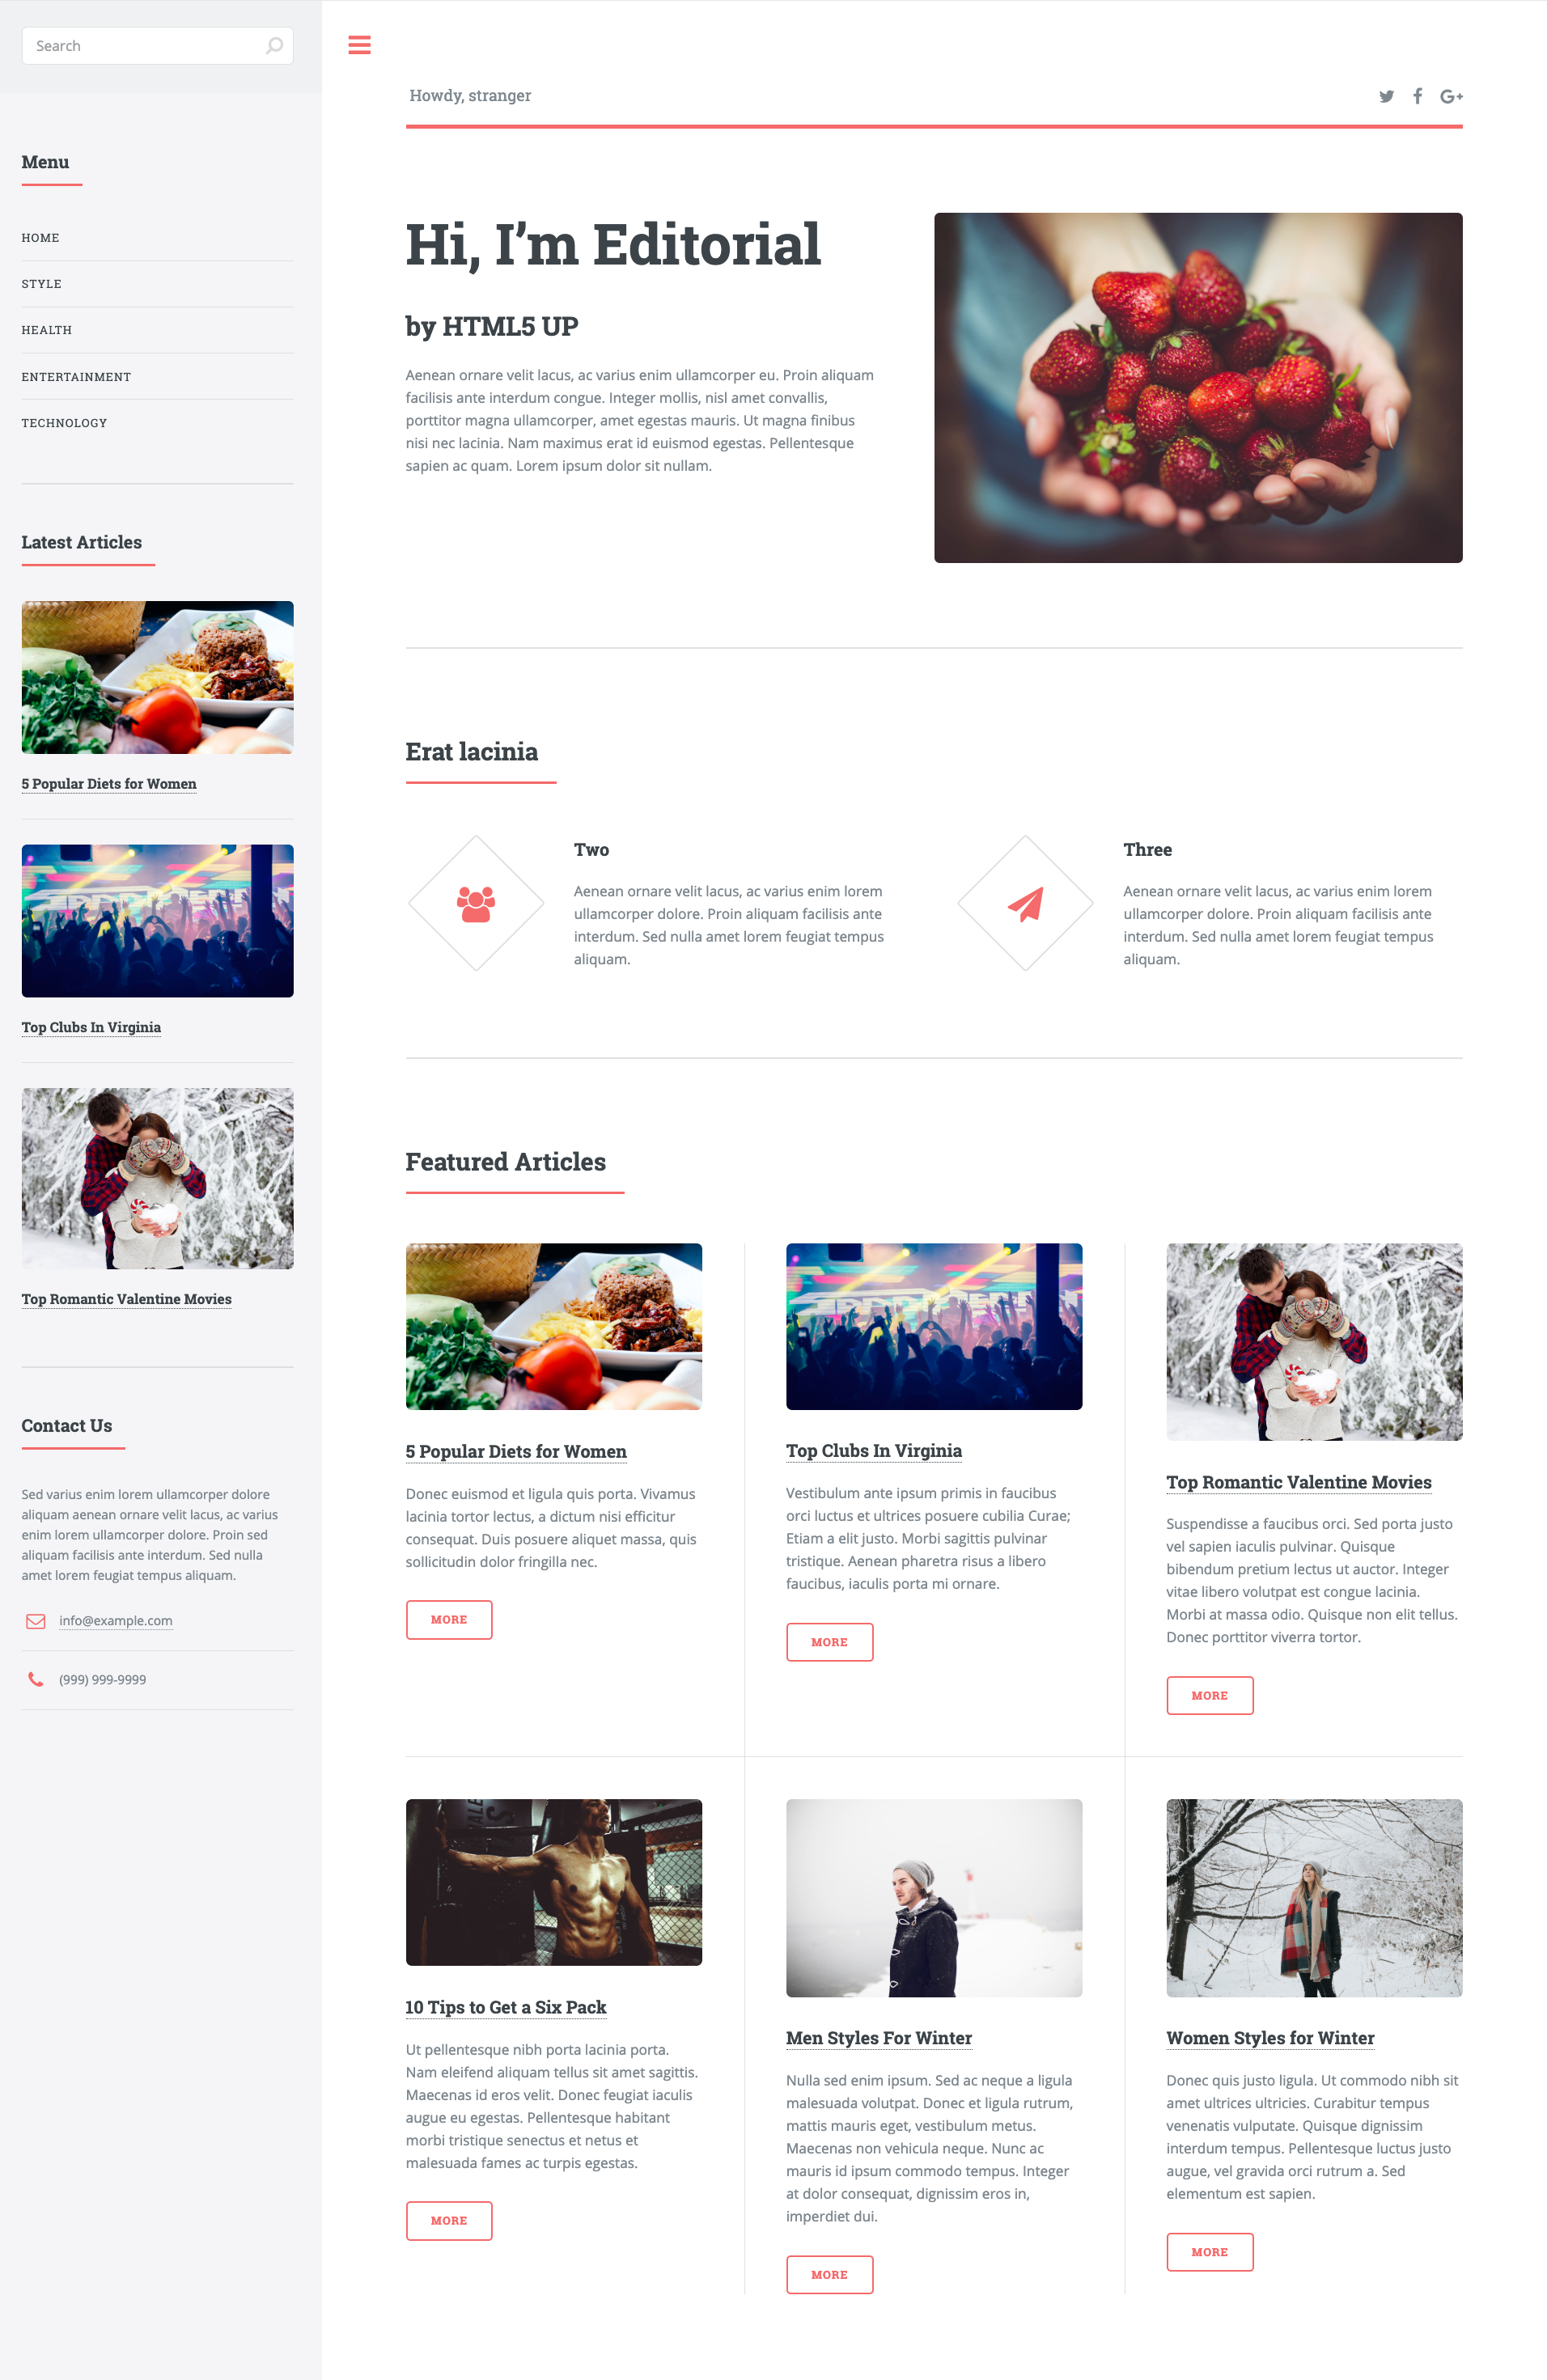 Search
Menu
HOME
STYLE
HEALTH
ENTERTAINMENT
TECHNOLOGY
Latest Articles
5 Popular Diets for Women
Top Clubs In Virginia
Top Romantic Valentine Movies
Contact Us
Sed varius enim lorem ullamcorper dolore
aliquam aenean ornare velit lacus, ac varius
enim lorem ullamcorper dolore. Proin sed
aliquam facilisis ante interdum. Sed nulla
amet lorem feugiat tempus aliquam.
info@example.com
(999) 999-9999
Howdy, stranger
Hi, I’m Editorial
by HTML5 UP
Aenean ornare velit lacus, ac varius enim ullamcorper eu. Proin aliquam
facilisis ante interdum congue. Integer mollis, nisl amet convallis,
porttitor magna ullamcorper, amet egestas mauris. Ut magna finibus
nisi nec lacinia. Nam maximus erat id euismod egestas. Pellentesque
sapien ac quam. Lorem ipsum dolor sit nullam.
Erat lacinia
Two
Aenean ornare velit lacus, ac varius enim lorem
ullamcorper dolore. Proin aliquam facilisis ante
interdum. Sed nulla amet lorem feugiat tempus
aliquam.
Three
Aenean ornare velit lacus, ac varius enim lorem
ullamcorper dolore. Proin aliquam facilisis ante
interdum. Sed nulla amet lorem feugiat tempus
aliquam.
Featured Articles
5 Popular Diets for Women
Donec euismod et ligula quis porta. Vivamus
lacinia tortor lectus, a dictum nisi efficitur
consequat. Duis posuere aliquet massa, quis
sollicitudin dolor fringilla nec.
MORE
Top Clubs In Virginia
Vestibulum ante ipsum primis in faucibus
orci luctus et ultrices posuere cubilia Curae;
Etiam a elit justo. Morbi sagittis pulvinar
tristique. Aenean pharetra risus a libero
faucibus, iaculis porta mi ornare.
MORE
Top Romantic Valentine Movies
Suspendisse a faucibus orci. Sed porta justo
vel sapien iaculis pulvinar. Quisque
bibendum pretium lectus ut auctor. Integer
vitae libero volutpat est congue lacinia.
Morbi at massa odio. Quisque non elit tellus.
Donec porttitor viverra tortor.
MORE
10 Tips to Get a Six Pack
Ut pellentesque nibh porta lacinia porta.
Nam eleifend aliquam tellus sit amet sagittis.
Maecenas id eros velit. Donec feugiat iaculis
augue eu egestas. Pellentesque habitant
morbi tristique senectus et netus et
malesuada fames ac turpis egestas.
MORE
Men Styles For Winter
Nulla sed enim ipsum. Sed ac neque a ligula
malesuada volutpat. Donec et ligula rutrum,
mattis mauris eget, vestibulum metus.
Maecenas non vehicula neque. Nunc ac
mauris id ipsum commodo tempus. Integer
at dolor consequat, dignissim eros in,
imperdiet dui.
MORE
Women Styles for Winter
Donec quis justo ligula. Ut commodo nibh sit
amet ultrices ultricies. Curabitur tempus
venenatis vulputate. Quisque dignissim
interdum tempus. Pellentesque luctus justo
augue, vel gravida orci rutrum a. Sed
elementum est sapien.
MORE